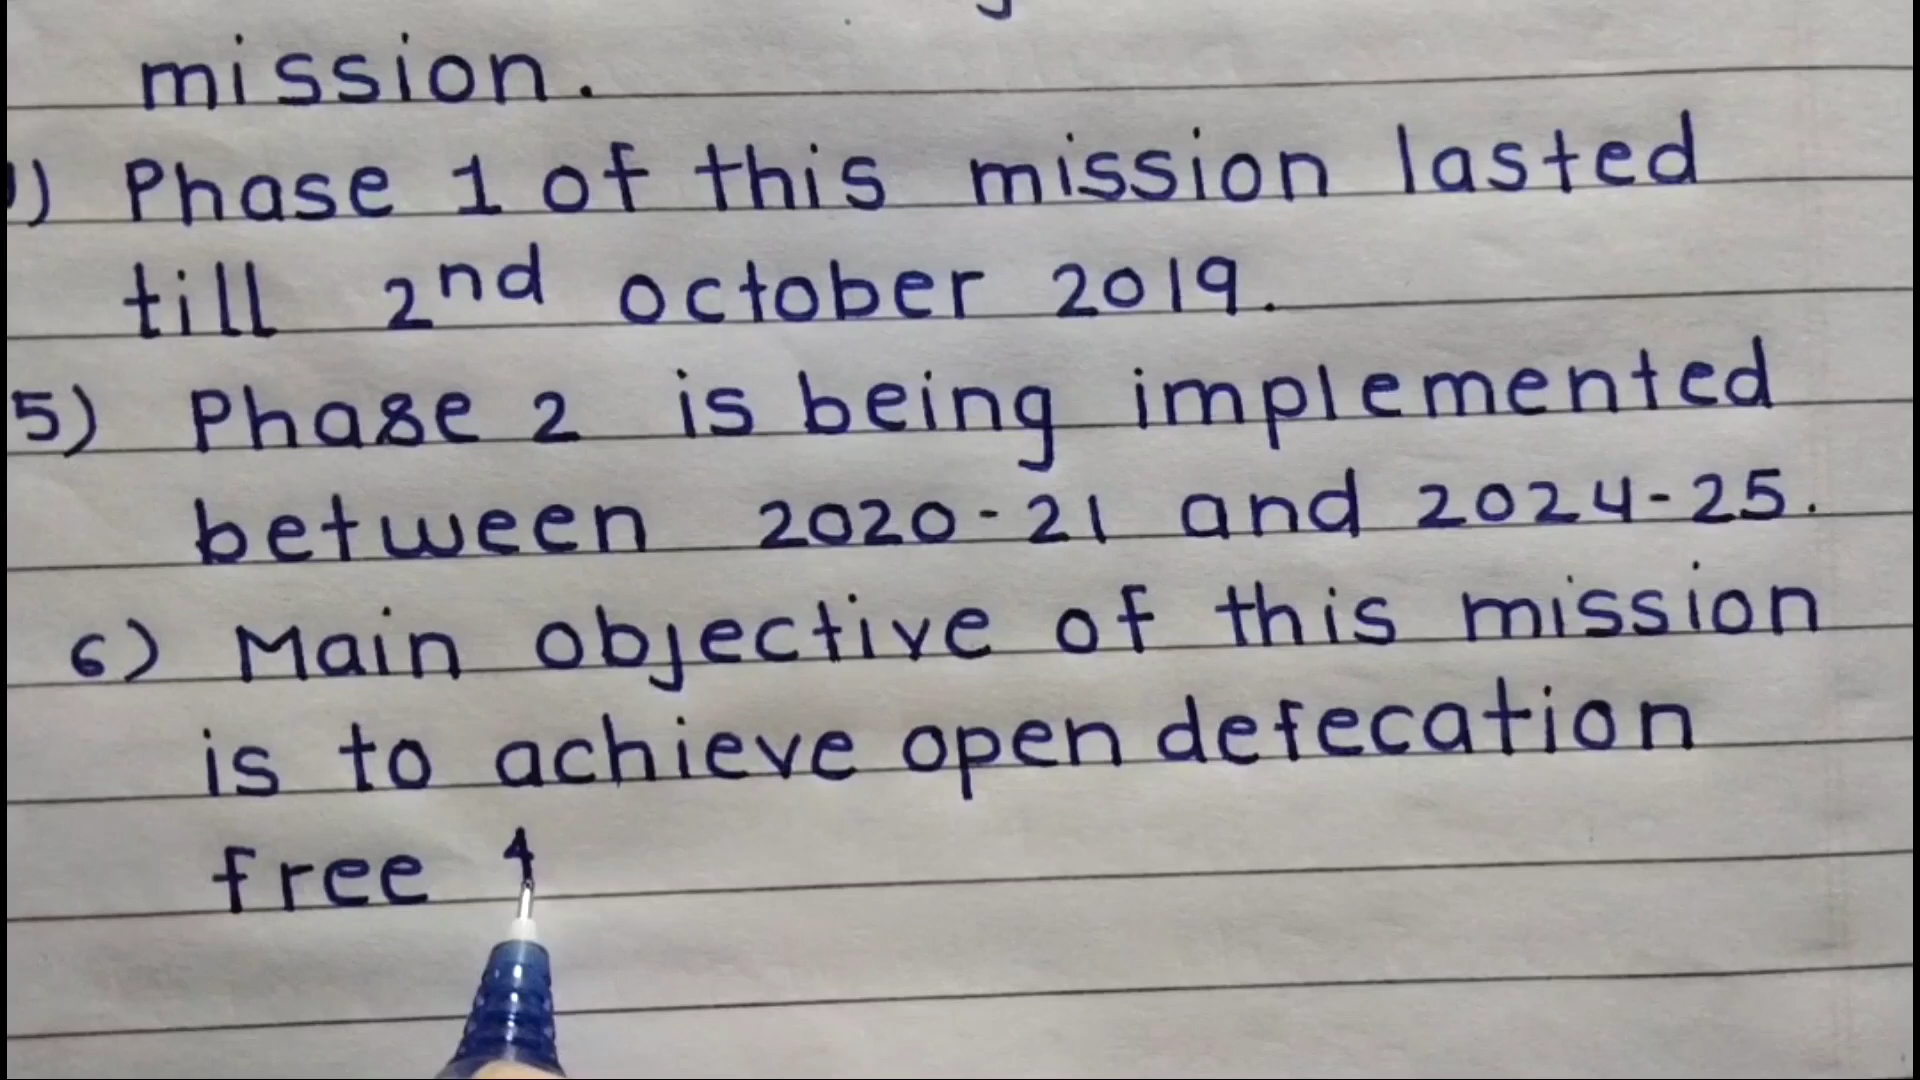 mission.
) Phase 1 of this mission lasted
till 2nd october 2019.
5) Phase 2 is being implemented
between 2020-21 and 2024-25.
6) Main objective of this mission
is to achieve open defecation
free